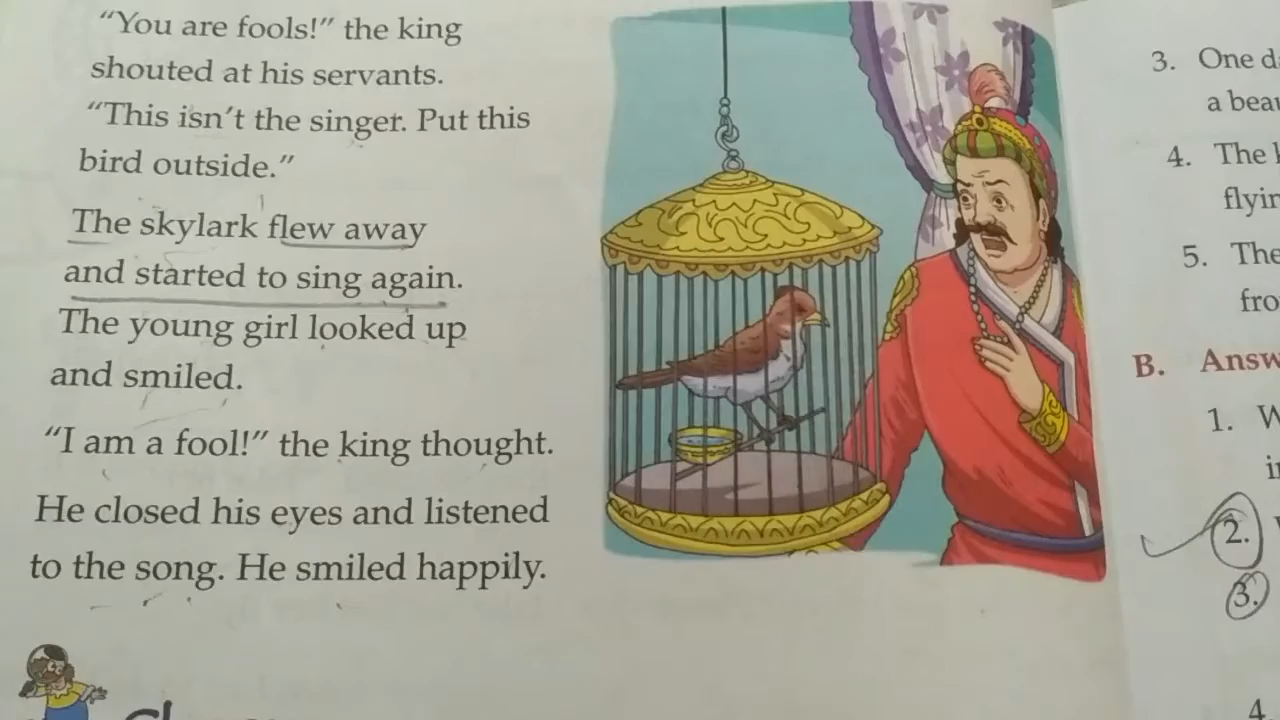 “You are fools!” the king
shouted at his servants.
“This isn’t the singer. Put this
bird outside.”
The skylark flew away
and started to sing again.
The young girl looked up
and smiled.
“I am a fool!” the king thought.
He closed his eyes and listened
to the song. He smiled happily.
3. One
a
4. The
5. The
B.
1.
2.
3.
4